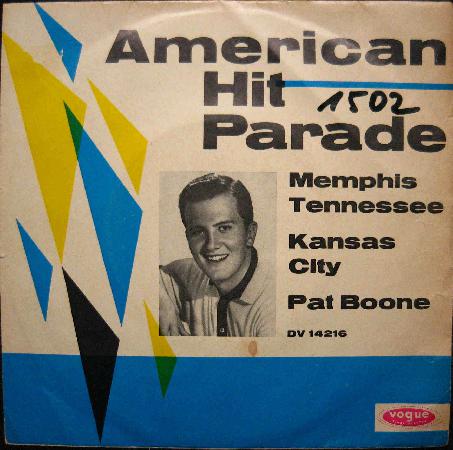 American
Hit
1502
Parade
Memphis
Tennessee
Kansas
City
Pat Boone
DV 14216
vogue